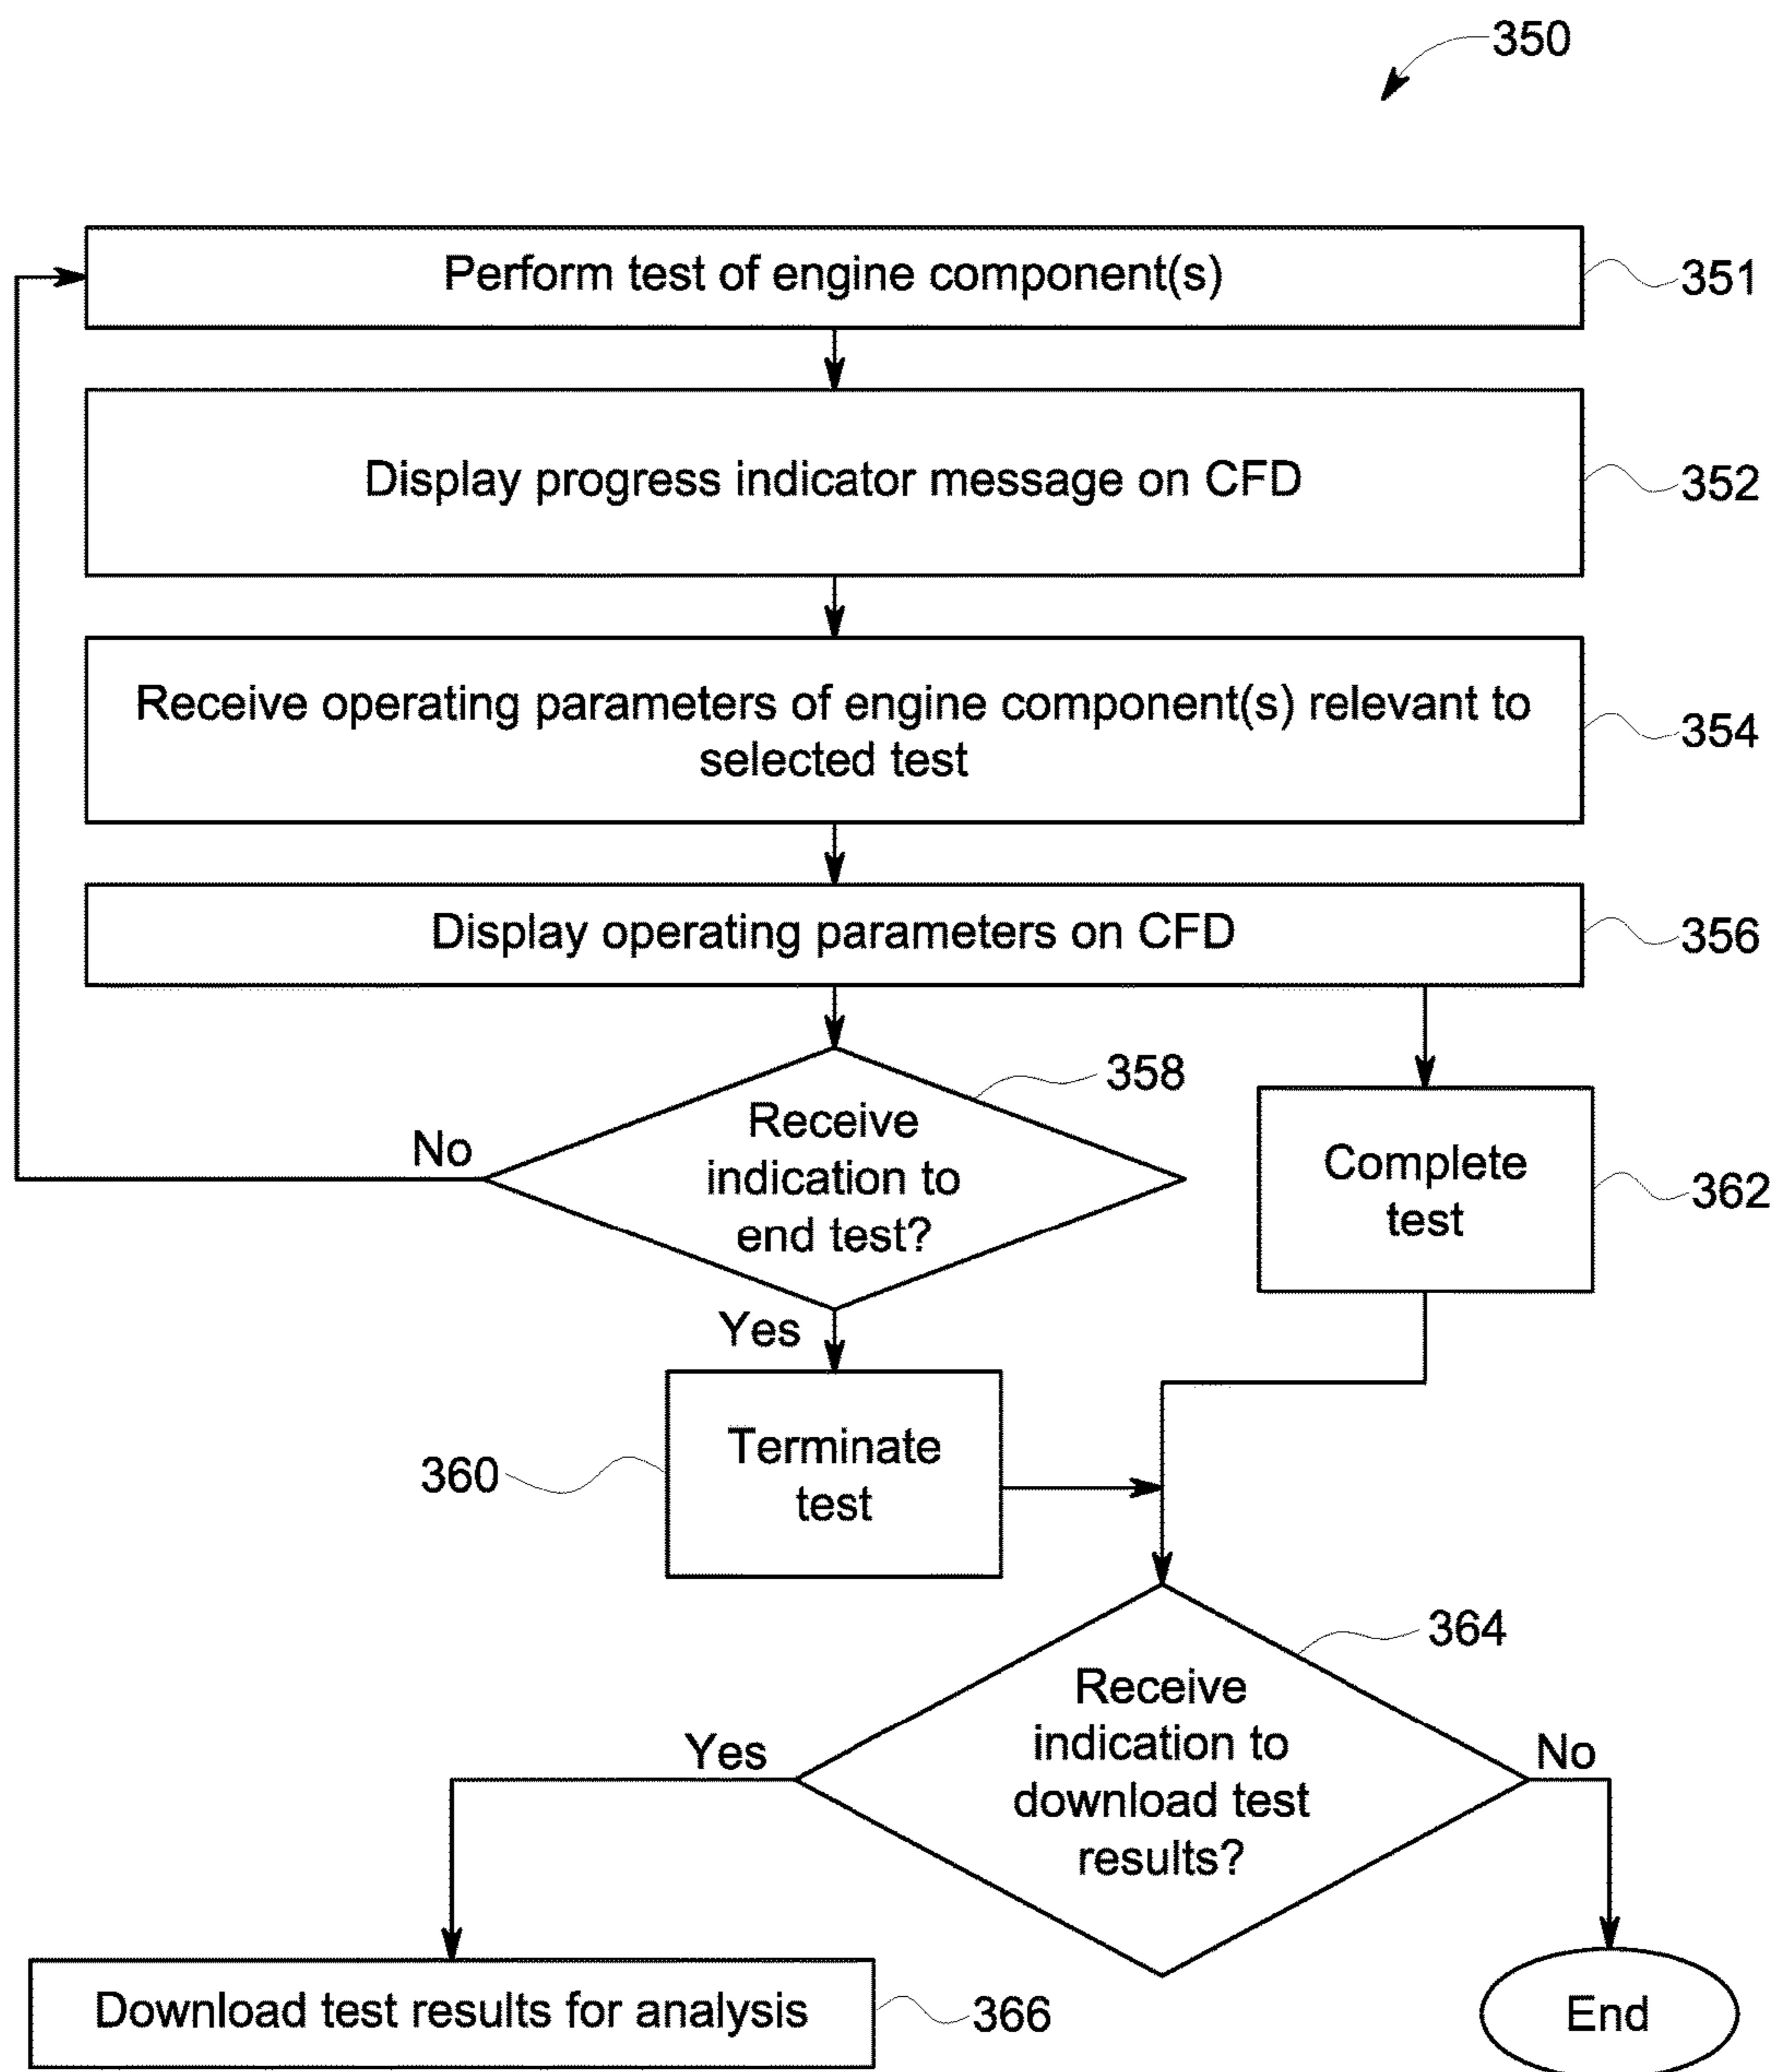 350
Perform test of engine component(s)
351
Display progress indicator message on CFD
352
Receive operating parameters of engine component(s) relevant to
selected test
354
Display operating parameters on CFD
356
358
Receive
indication to
end test?
No
Complete
test
362
Yes
Terminate
test
360
364
Receive
indication to
download test
results?
Yes
No
Download test results for analysis
366
End